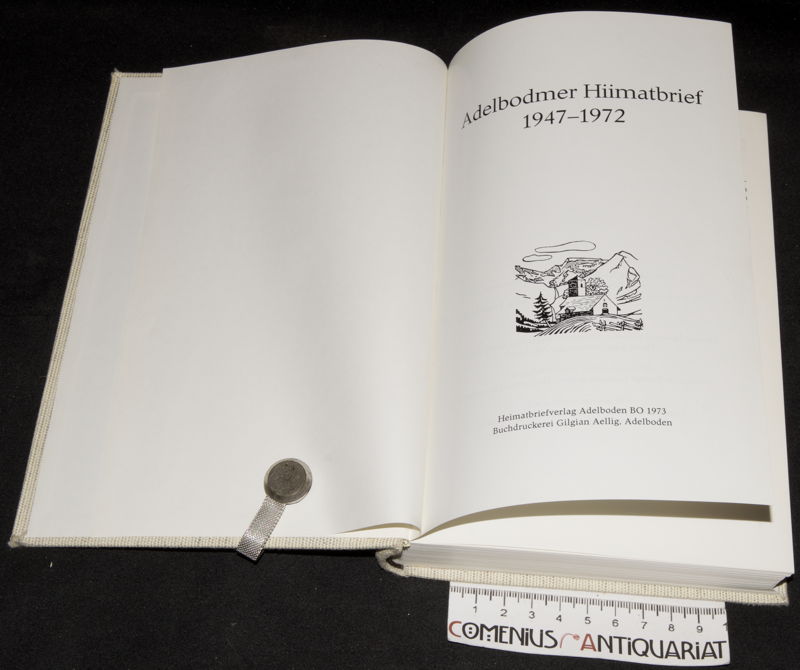 Adelbodmer Hiimatbrief
1947–1972
Heimatbriefverlag Adelboden BO 1973
Buchdruckerei Gilgian Aellig, Adelboden
1 2 3 4 5 6 7 8 9
COMENIUS ANTIQUARIAT